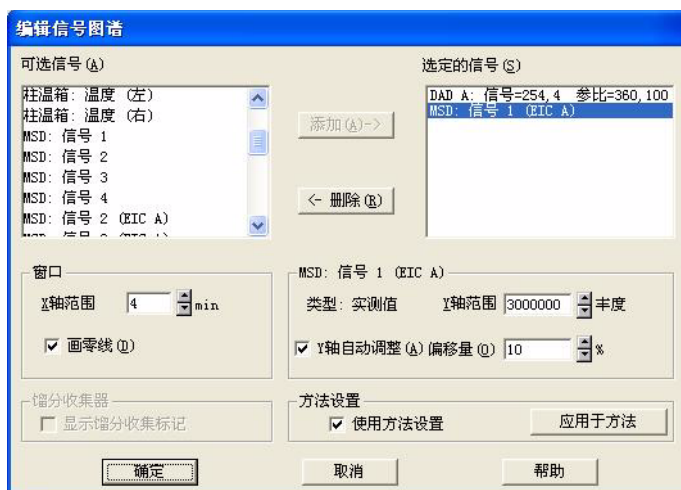 编辑信号图谱
可选信号(A)
选定的信号(S)
柱温箱: 温度 (左)
柱温箱: 温度 (右)
MSD: 信号 1
MSD: 信号 2
MSD: 信号 3
MSD: 信号 4
MSD: 信号 2 (EIC A)
DAD A: 信号=254,4 参比=360,100
MSD: 信号 1 (EIC A)
添加(A)->
<- 删除(R)
窗口
X轴范围 4 min
画零线(D)
MSD: 信号 1 (EIC A)
类型: 实测值 Y轴范围 3000000 丰度
Y轴自动调整(A) 偏移量(O) 10 %
馏分收集器
显示馏分收集标记
方法设置
使用方法设置 应用于方法
确定 取消 帮助